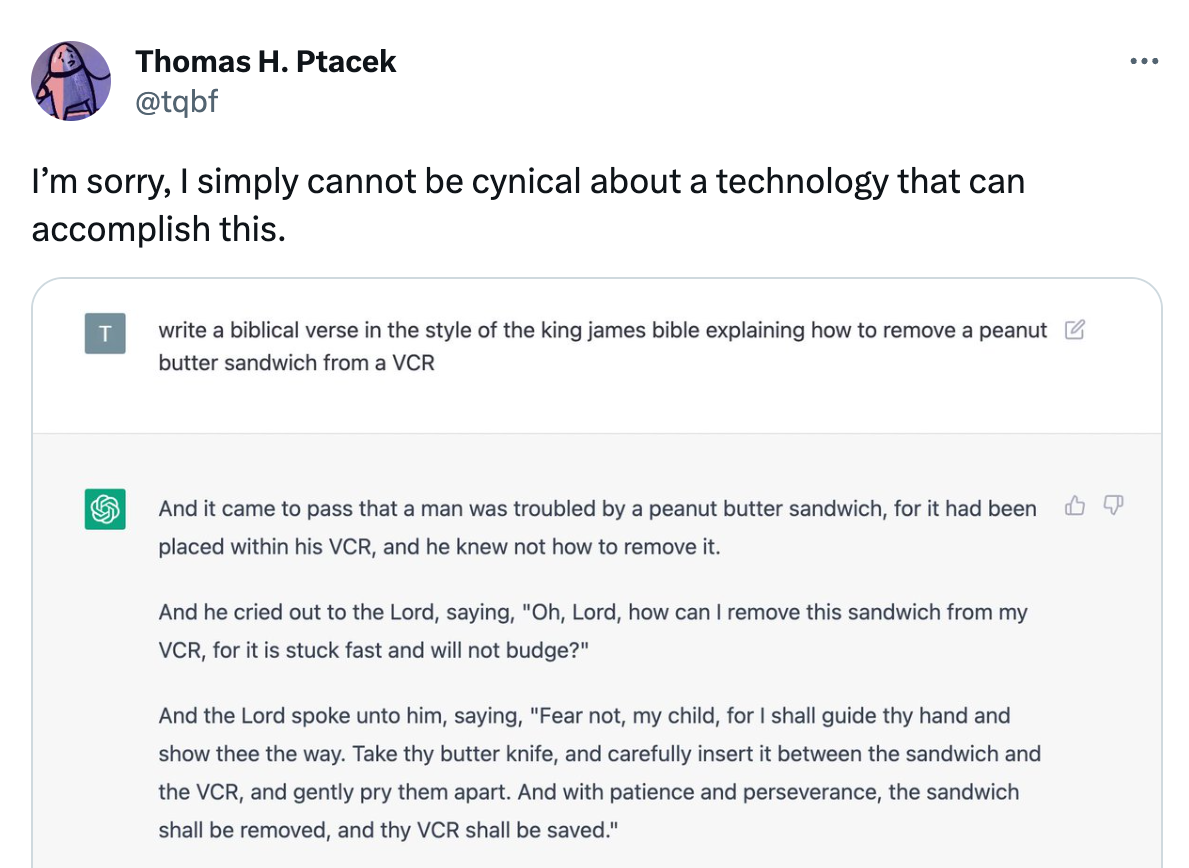 Thomas H. Ptacek
@tqbf
I’m sorry, I simply cannot be cynical about a technology that can
accomplish this.
T
write a biblical verse in the style of the king james bible explaining how to remove a peanut
butter sandwich from a VCR
And it came to pass that a man was troubled by a peanut butter sandwich, for it had been
placed within his VCR, and he knew not how to remove it.
And he cried out to the Lord, saying, "Oh, Lord, how can I remove this sandwich from my
VCR, for it is stuck fast and will not budge?"
And the Lord spoke unto him, saying, "Fear not, my child, for I shall guide thy hand and
show thee the way. Take thy butter knife, and carefully insert it between the sandwich and
the VCR, and gently pry them apart. And with patience and perseverance, the sandwich
shall be removed, and thy VCR shall be saved."